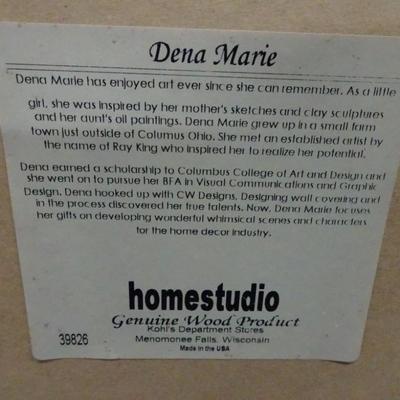 Dena Marie
Dena Marie has enjoyed art ever since she can remember. As a little
girl, she was inspired by her mother's sketches and clay sculptures
and her aunt's oil paintings. Dena Marie grew up in a small farm
town just outside of Columus Ohio. She met an established artist by
the name of Ray King who inspired her to realize her potential.
Dena earned a scholarship to Columbus College of Art and Design and
she went on to pursue her BFA in Visual Communications and Graphic
Design. Dena hooked up with CW Designs, Designing wall covering and
in the process discovered her true talents. Now, Dena Marie focuses
her gifts on developing wonderful whimsical scenes and characters
for the home decor industry.
homestudio
Genuine Wood Product
Kohl's Department Stores
39826 Menomonee Falls, Wisconsin
Made in the USA